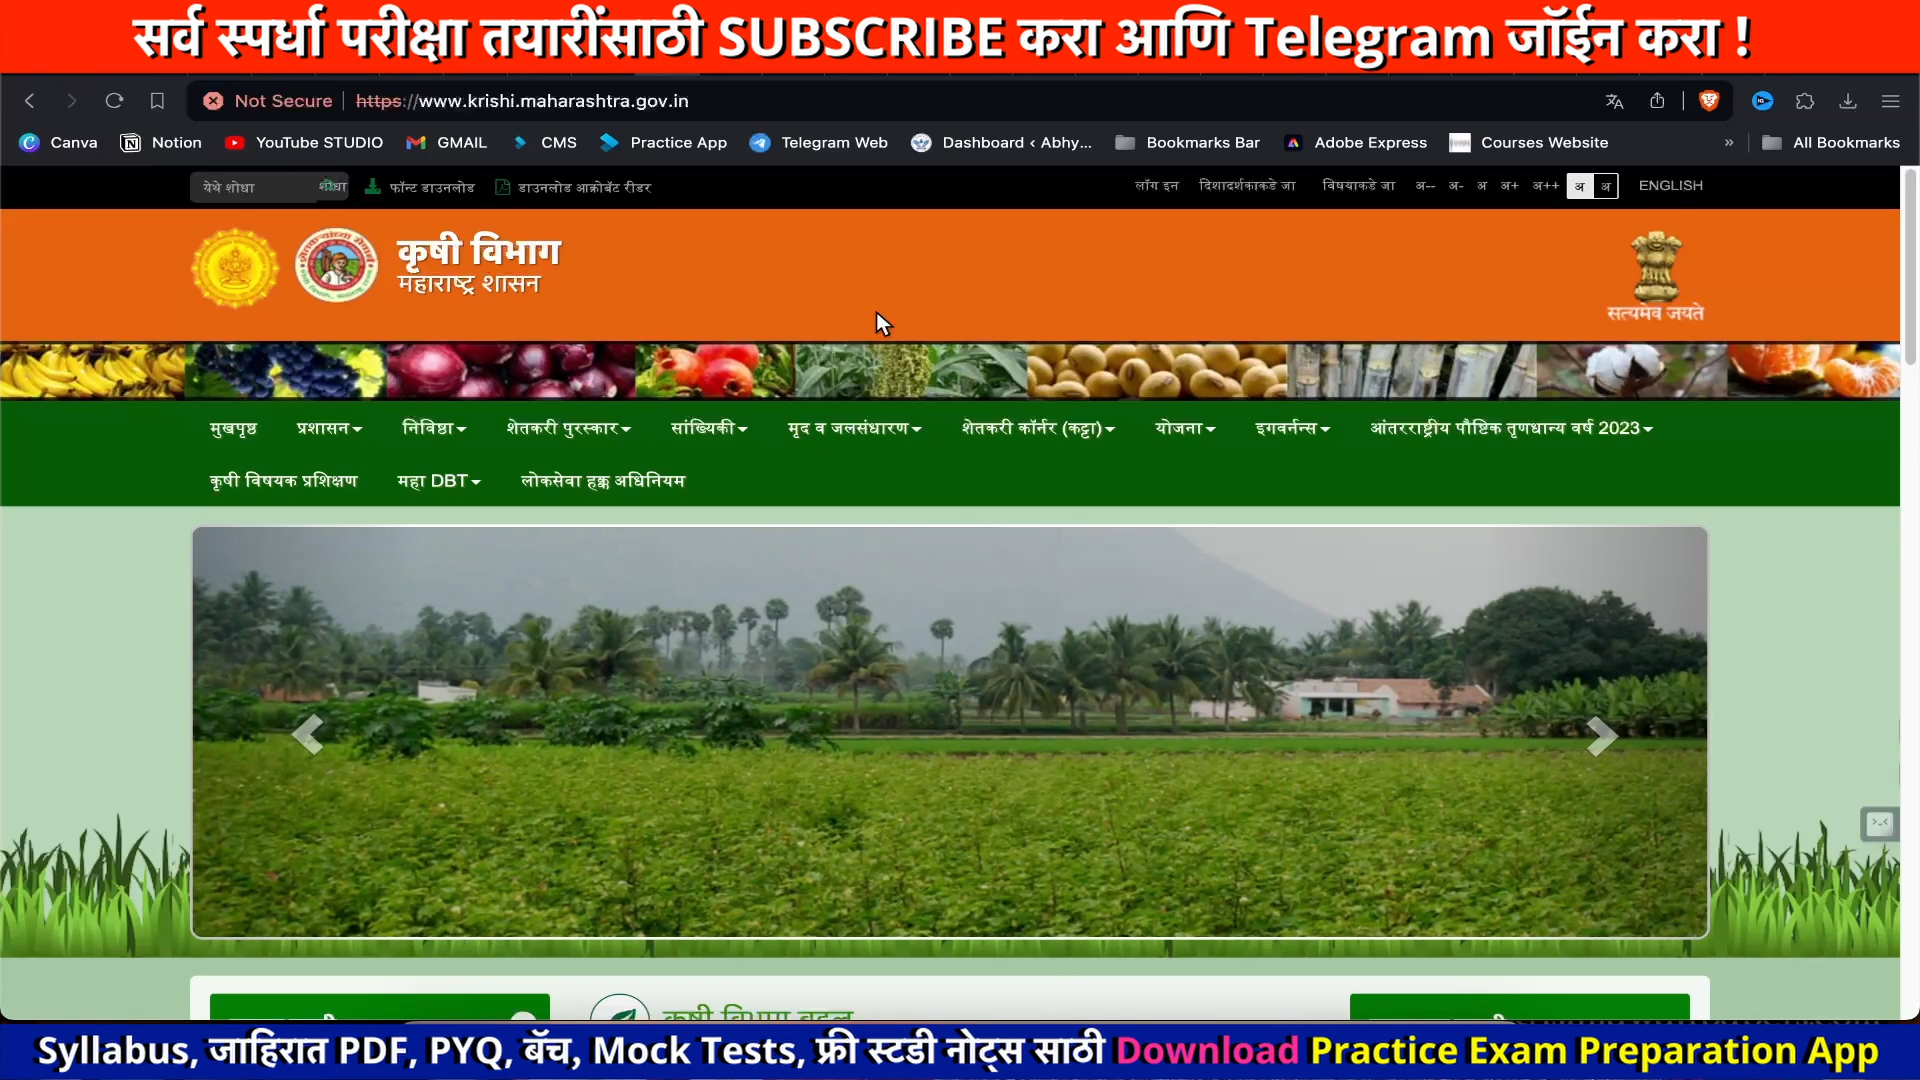 सर्व स्पर्धा परीक्षा तयारींसाठी SUBSCRIBE करा आणि Telegram जॉईन करा !
Not Secure https://www.krishi.maharashtra.gov.in
Canva Notion YouTube STUDIO GMAIL CMS Practice App Telegram Web Dashboard ‹ Abhy... Bookmarks Bar Adobe Express Courses Website » All Bookmarks
येथे शोधा शोधा फॉन्ट डाउनलोड डाउनलोड आक्रोबॅट रीडर लॉग इन दिशादर्शकाकडे जा विषयाकडे जा अ-- अ- अ अ+ अ++ अ अ ENGLISH
कृषी विभाग
महाराष्ट्र शासन
सत्यमेव जयते
मुखपृष्ठ प्रशासन निविष्ठा शेतकरी पुरस्कार सांख्यिकी मृद व जलसंधारण शेतकरी कॉर्नर (कट्टा) योजना इगवर्नन्स आंतरराष्ट्रीय पौष्टिक तृणधान्य वर्ष 2023
कृषी विषयक प्रशिक्षण महा DBT लोकसेवा हक्क अधिनियम
कृषी विभाग बद्दल
Syllabus, जाहिरात PDF, PYQ, बॅच, Mock Tests, फ्री स्टडी नोट्स साठी Download Practice Exam Preparation App